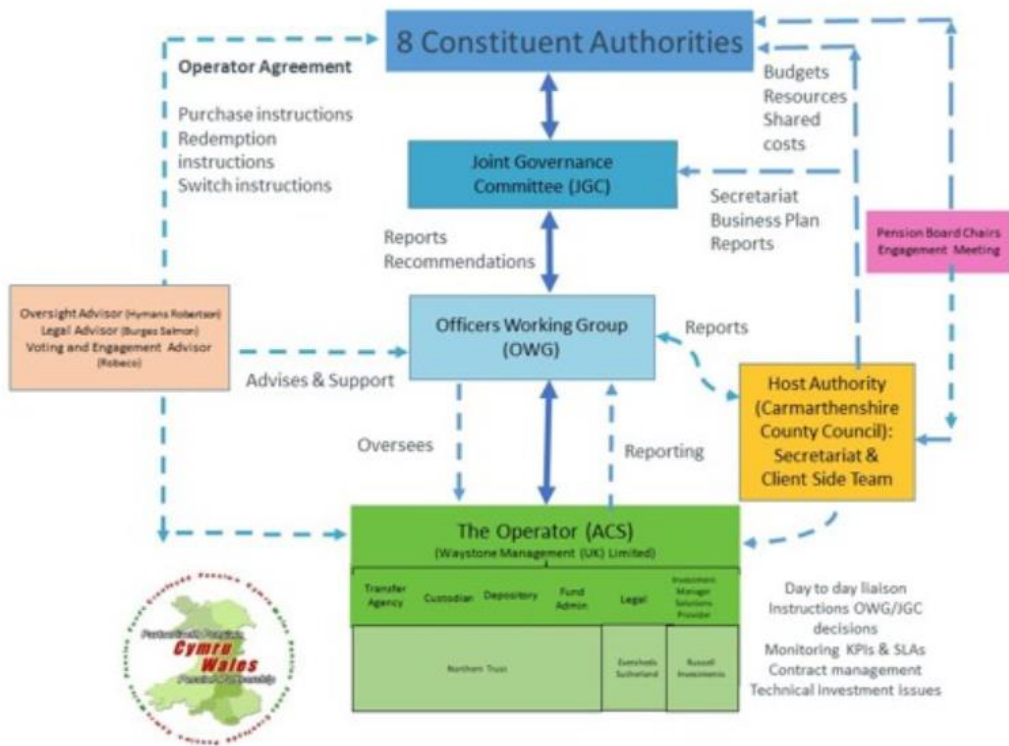 8 Constituent Authorities
Operator Agreement
Purchase instructions
Redemption
instructions
Switch instructions
Budgets
Resources
Shared
costs
Joint Governance
Committee (JGC)
Secretariat
Business Plan
Reports
Pension Board Chairs
Engagement Meeting
Reports
Recommendations
Oversight Advisor (Hymans Robertson)
Legal Advisor (Burges Salmon)
Voting and Engagement Advisor
(Robeco)
Advises & Support
Officers Working Group
(OWG)
Reports
Host Authority
(Carmarthenshire
County Council):
Secretariat &
Client Side Team
Oversees
Reporting
The Operator (ACS)
(Waystone Management (UK) Limited)
Transfer
Agency
Custodian
Depository
Fund
Admin
Legal
Investment
Manager
Solutions
Provider
Northern Trust
Eversheds
Sutherland
Russell
Investments
Day to day liaison
Instructions OWG/JGC
decisions
Monitoring KPIs & SLAs
Contract management
Technical Investment issues
Partneriaeth Pensiwn
Cymru
Wales
Pension Partnership